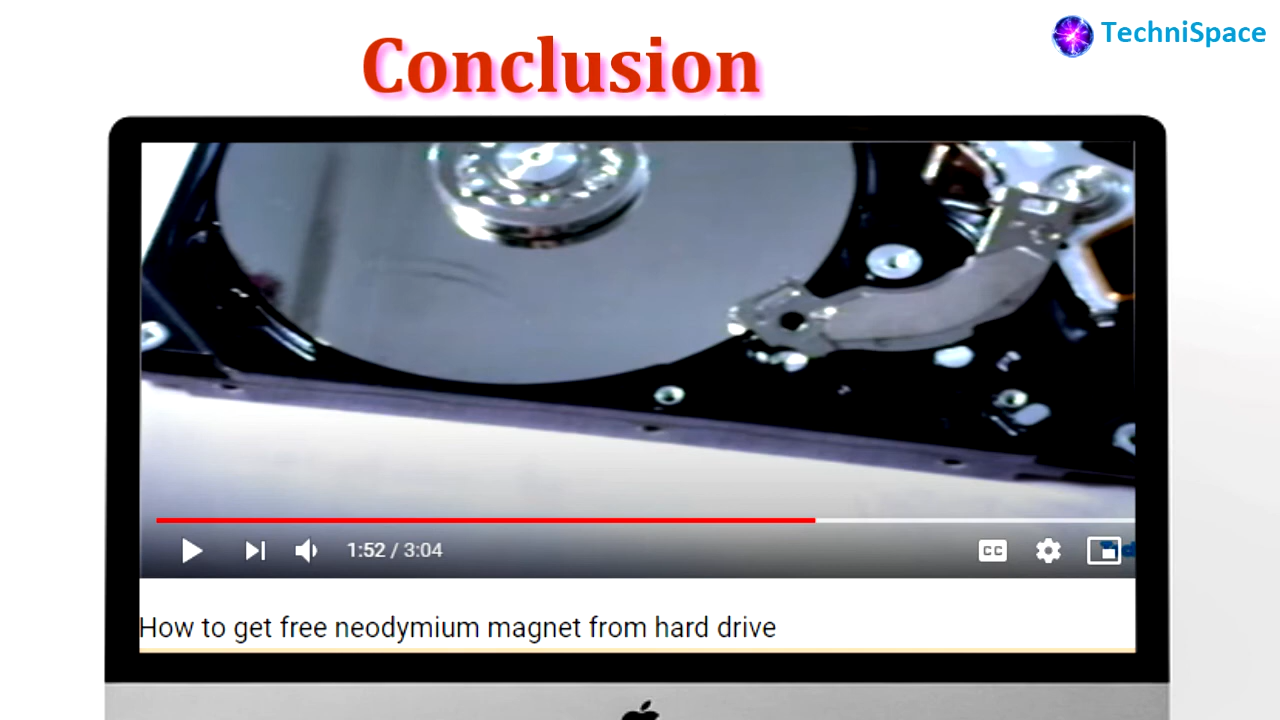 Conclusion
TechniSpace
1:52 / 3:04
CC
How to get free neodymium magnet from hard drive